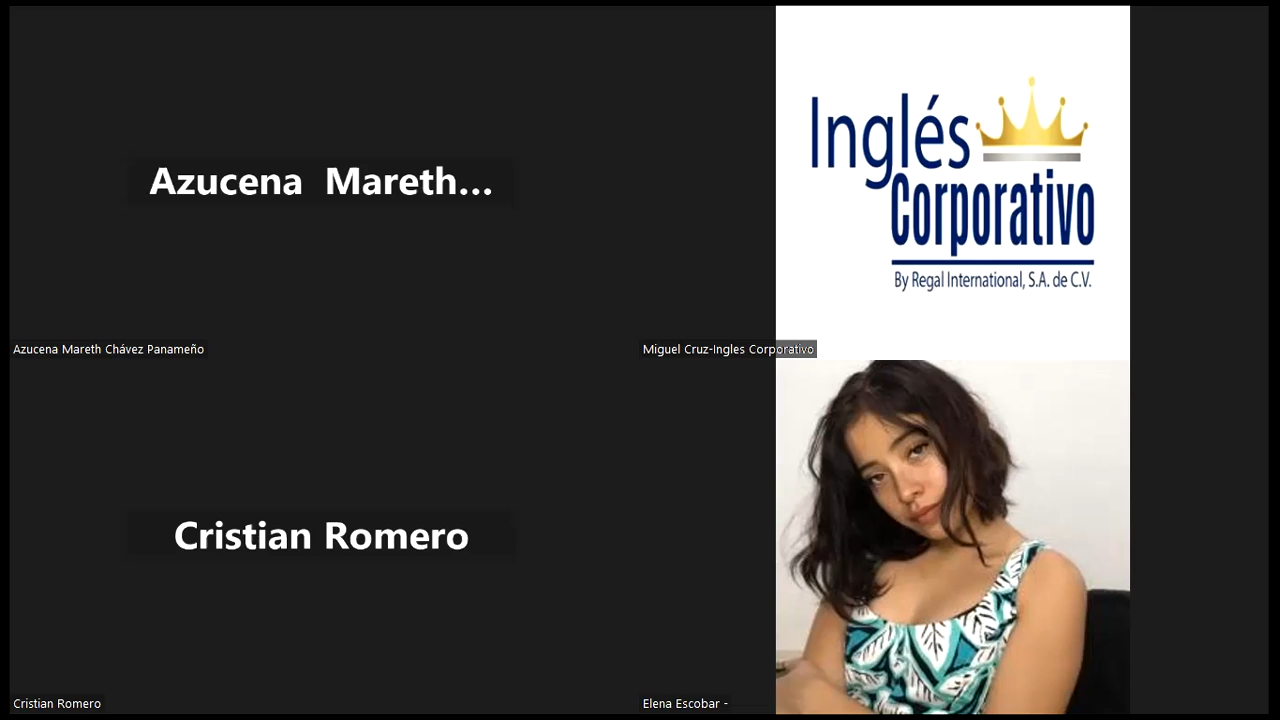 Azucena  Mareth...
Azucena Mareth Chávez Panameño
Inglés
Corporativo
By Regal International, S.A. de C.V.
Miguel Cruz-Ingles Corporativo
Cristian Romero
Cristian Romero
Elena Escobar -